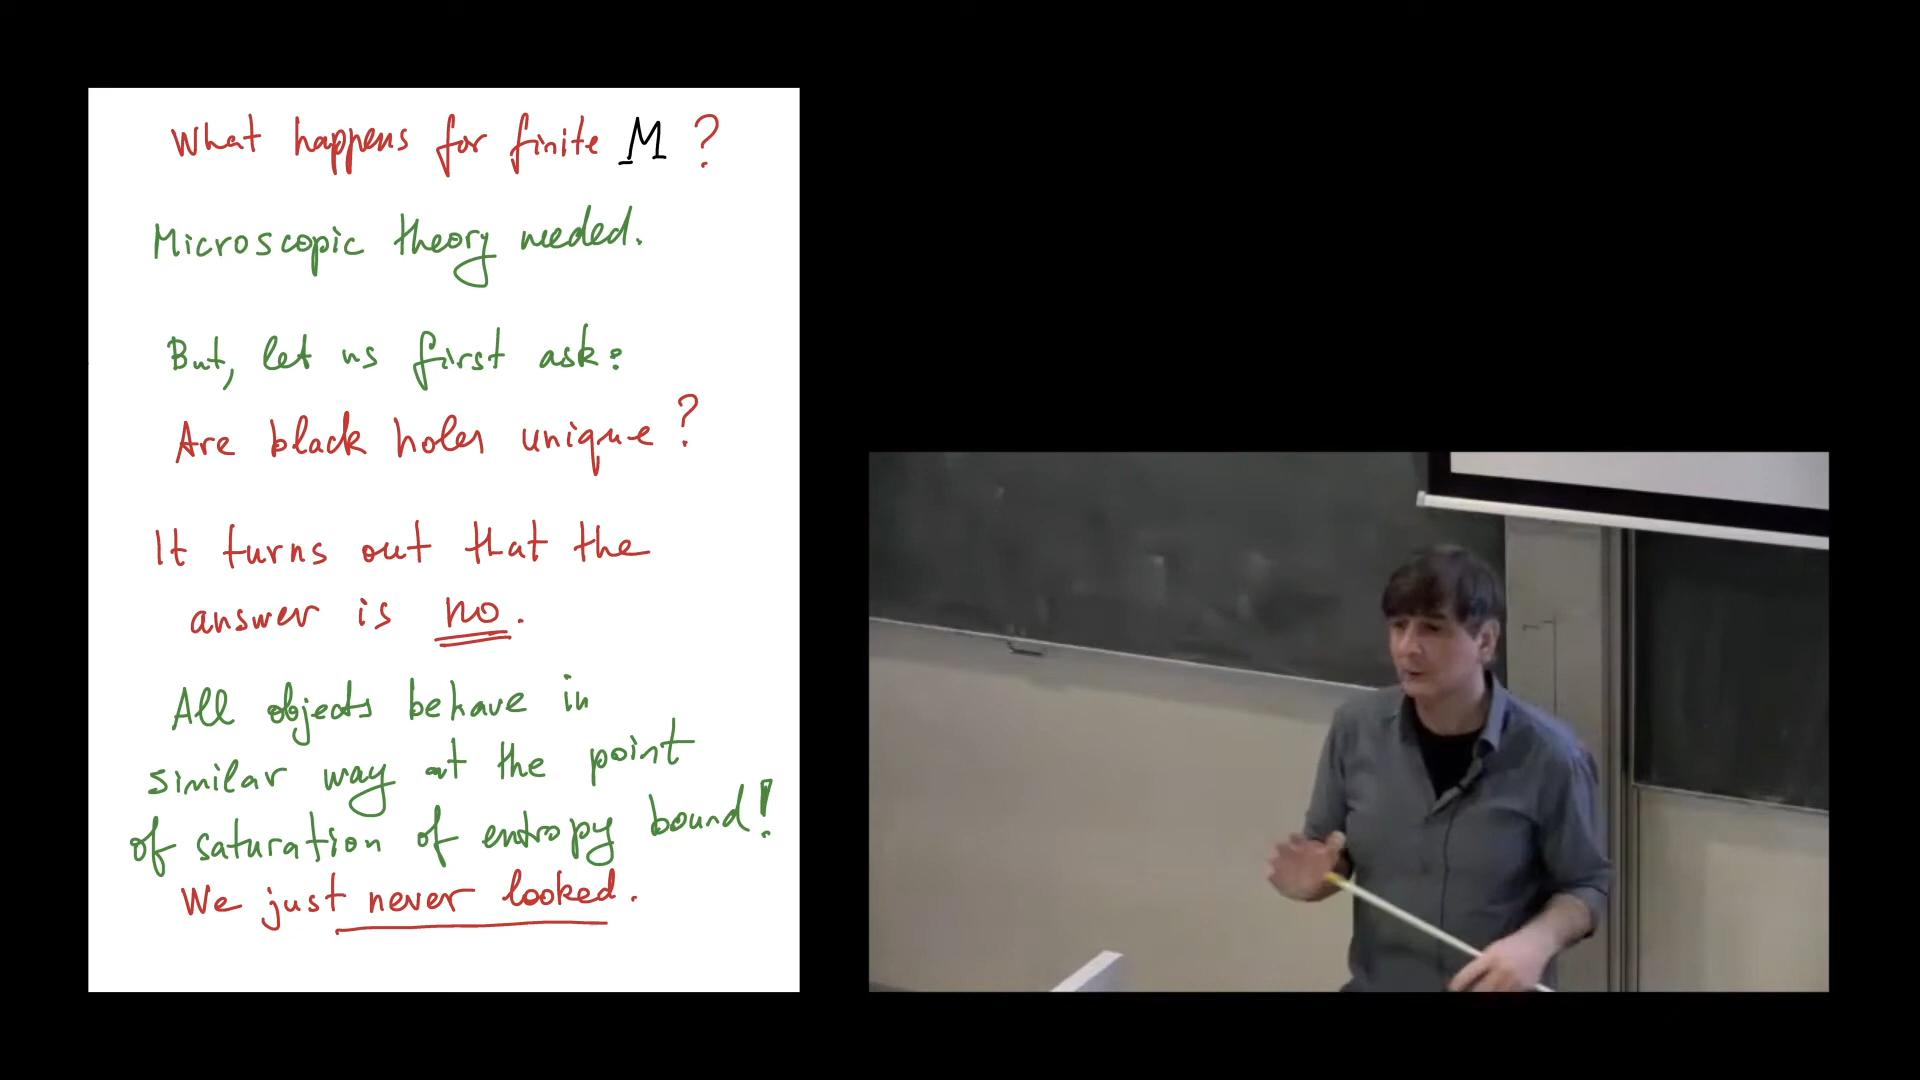 What happens for finite M ?
Microscopic theory needed.
But, let us first ask:
Are black holes unique ?
It turns out that the
answer is no.
All objects behave in
similar way at the point
of saturation of entropy bound!
We just never looked.